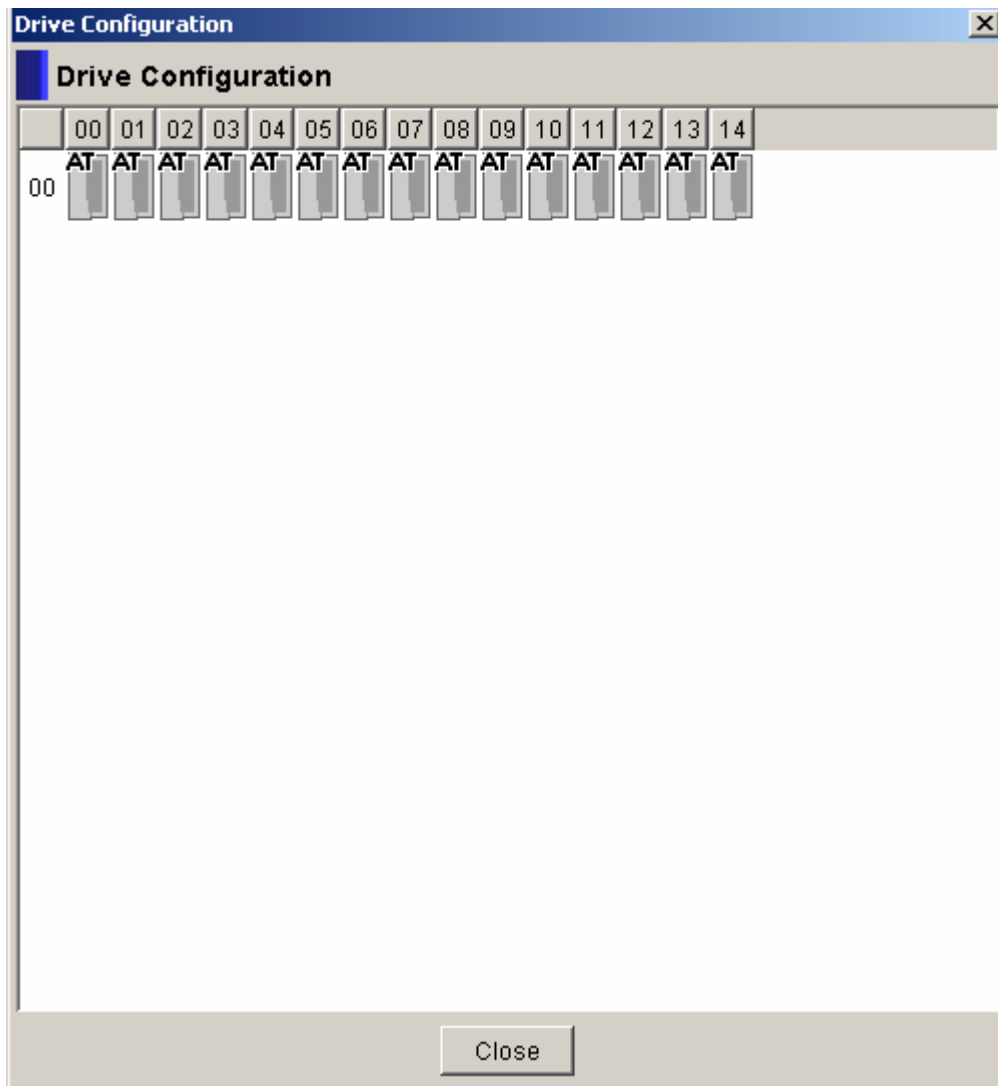 Drive Configuration
Drive Configuration
00 01 02 03 04 05 06 07 08 09 10 11 12 13 14
AT AT AT AT AT AT AT AT AT AT AT AT AT AT AT
00
Close